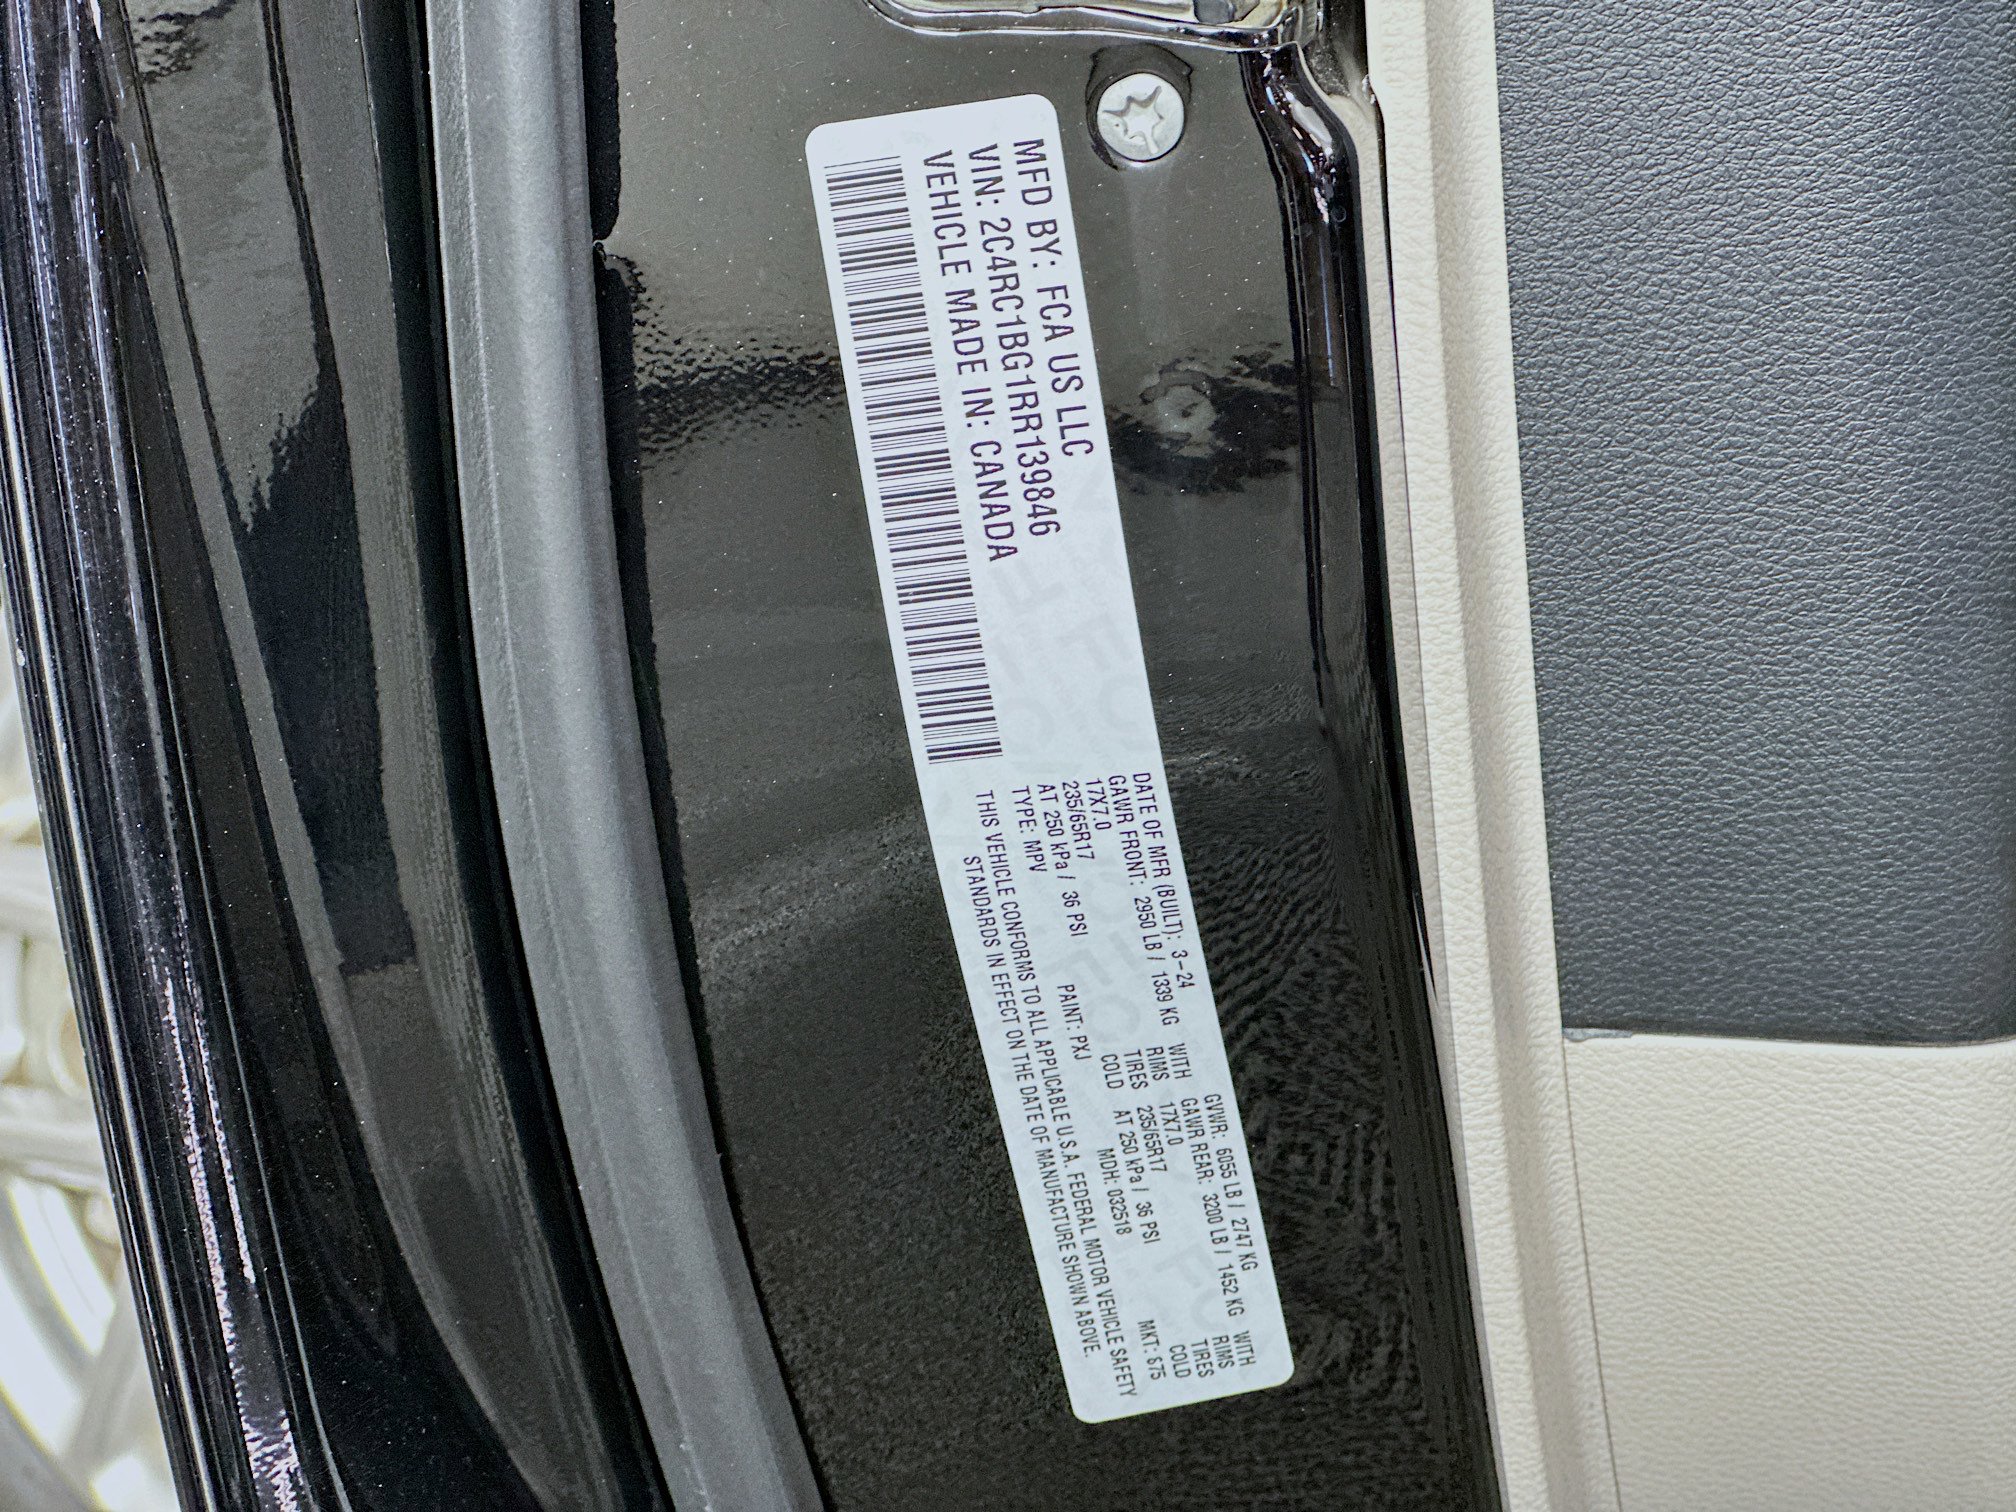 MFD BY: FCA US LLC
VIN: 2C4RC1BG1RR139846
VEHICLE MADE IN: CANADA
DATE OF MFR (BUILT): 3-24 GVWR: 6055 LB / 2747 KG
GAWR FRONT: 2950 LB / 1339 KG WITH GAWR REAR: 3200 LB / 1452 KG WITH
17X7.0 RIMS 17X7.0 RIMS
235/65R17 TIRES 235/65R17 TIRES
AT 250 kPa / 36 PSI COLD AT 250 kPa / 36 PSI COLD
TYPE: MPV PAINT: PXJ MDH: 032518 MKT: 675
THIS VEHICLE CONFORMS TO ALL APPLICABLE U.S.A. FEDERAL MOTOR VEHICLE SAFETY
STANDARDS IN EFFECT ON THE DATE OF MANUFACTURE SHOWN ABOVE.